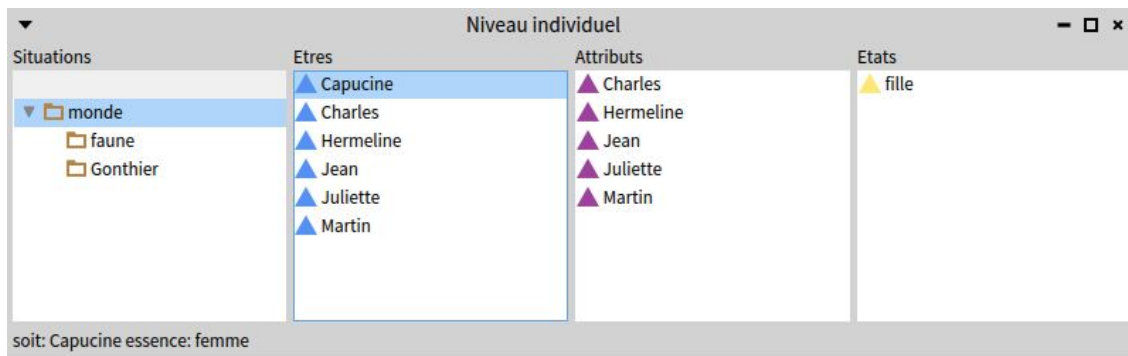 Niveau individuel
Situations Etres Attributs Etats
Capucine Charles fille
monde Charles Hermeline
faune Hermeline Jean
Gonthier Jean Juliette
Juliette Martin
Martin
soit: Capucine essence: femme